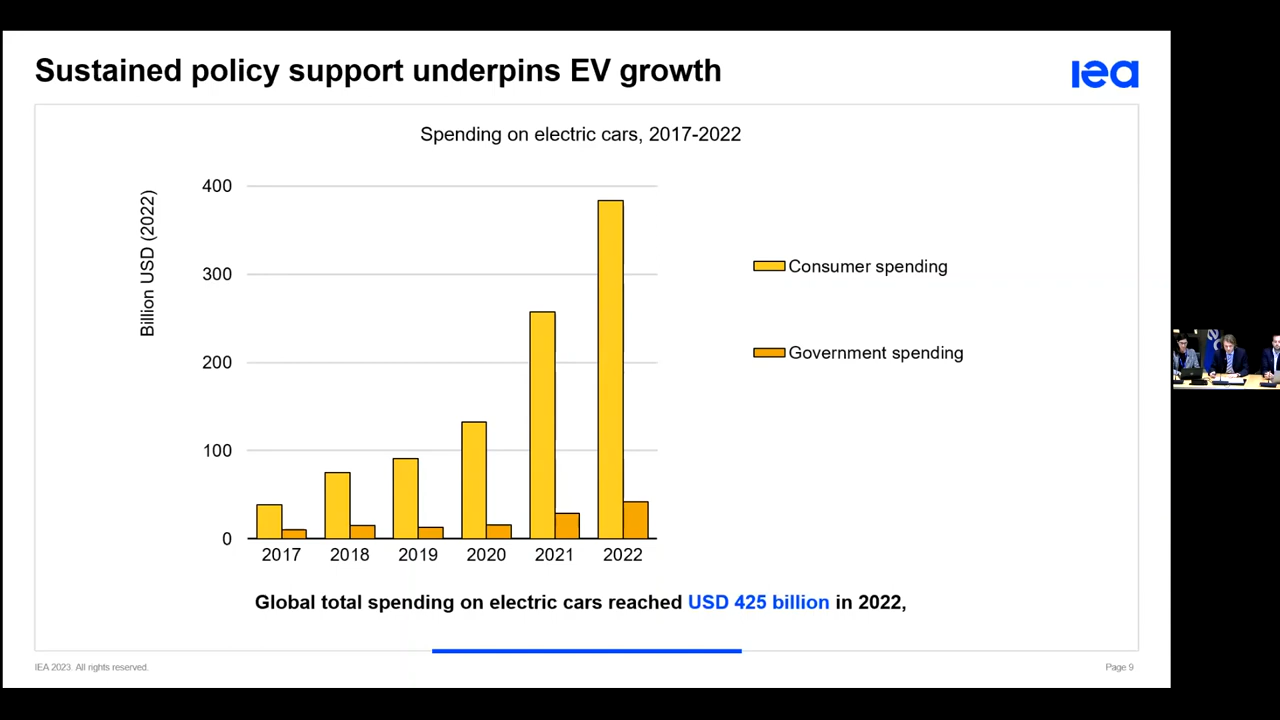 Sustained policy support underpins EV growth
iea
Spending on electric cars, 2017-2022
Billion USD (2022)
400
300
200
100
0
2017 2018 2019 2020 2021 2022
Consumer spending
Government spending
Global total spending on electric cars reached USD 425 billion in 2022,
IEA 2023. All rights reserved.
Page 9